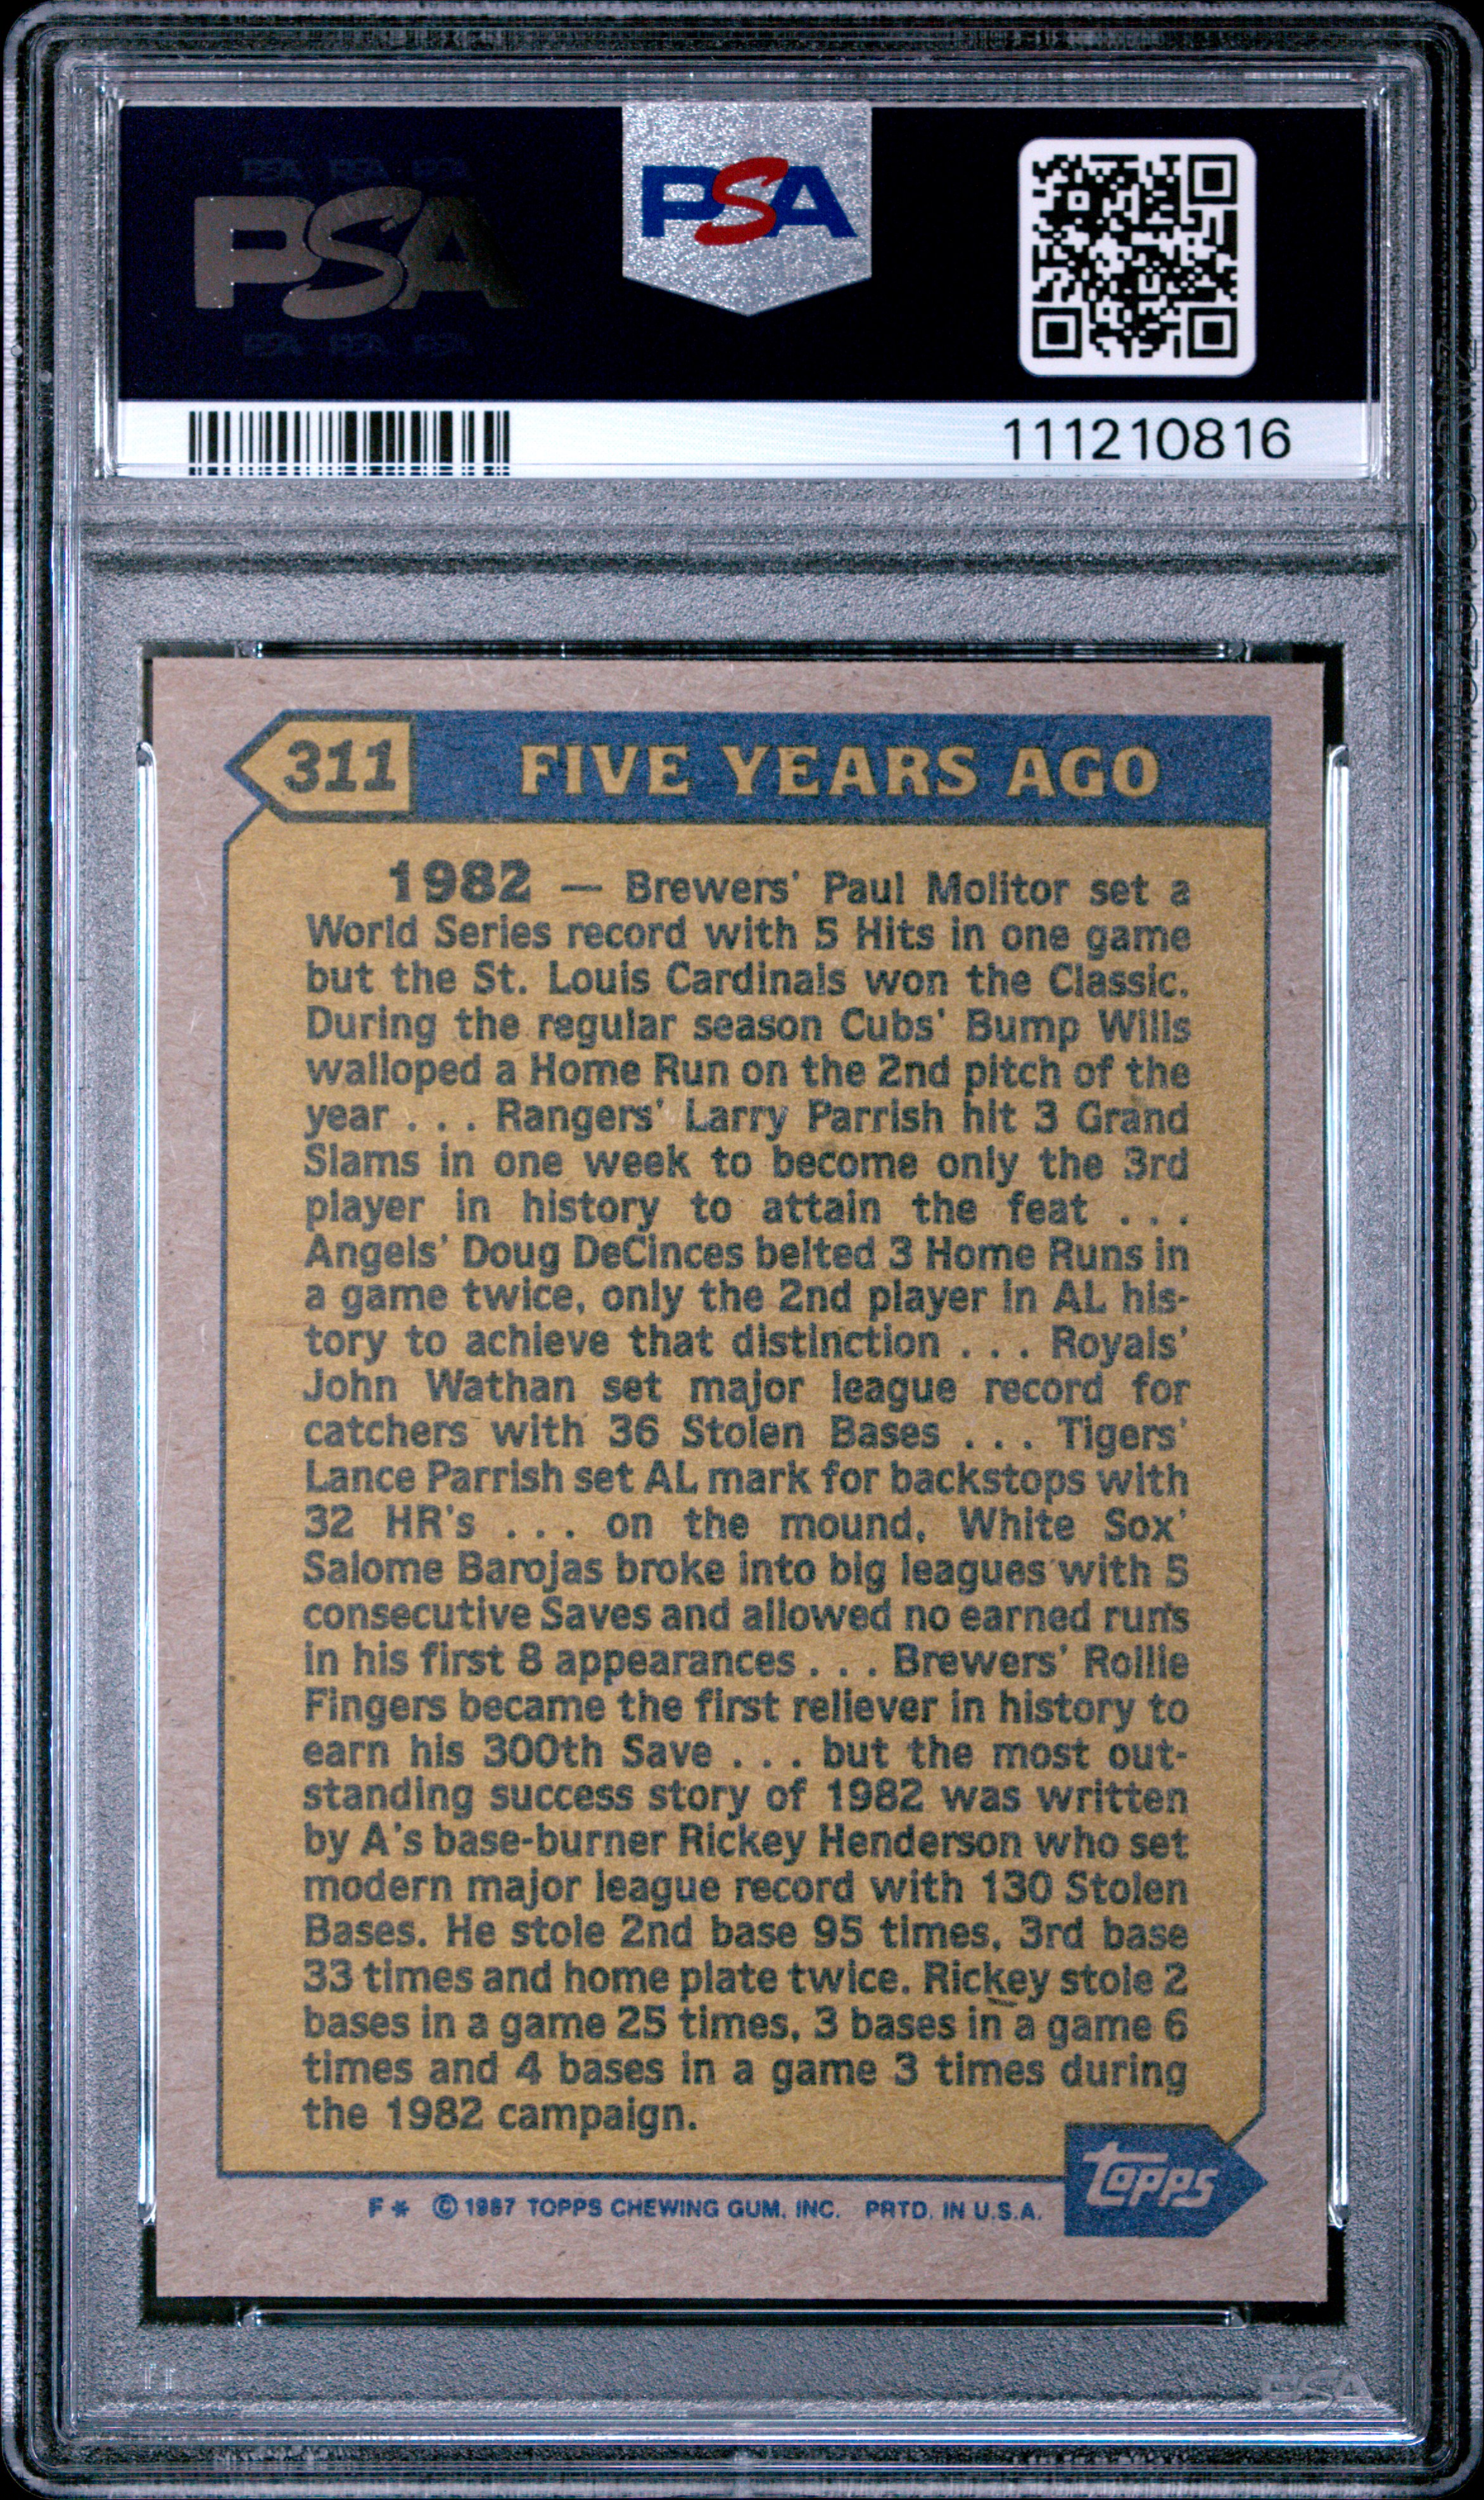 PSA PSA PSA
PSA
PSA PSA PSA
PSA
111210816
311
FIVE YEARS AGO
1982 — Brewers' Paul Molitor set a
World Series record with 5 Hits in one game
but the St. Louis Cardinals won the Classic.
During the regular season Cubs' Bump Wills
walloped a Home Run on the 2nd pitch of the
year . . . Rangers' Larry Parrish hit 3 Grand
Slams in one week to become only the 3rd
player in history to attain the feat . . .
Angels' Doug DeCinces belted 3 Home Runs in
a game twice, only the 2nd player in AL his-
tory to achieve that distinction . . . Royals'
John Wathan set major league record for
catchers with 36 Stolen Bases . . . Tigers'
Lance Parrish set AL mark for backstops with
32 HR's . . . on the mound, White Sox'
Salome Barojas broke into big leagues with 5
consecutive Saves and allowed no earned runs
in his first 8 appearances . . . Brewers' Rollie
Fingers became the first reliever in history to
earn his 300th Save . . . but the most out-
standing success story of 1982 was written
by A's base-burner Rickey Henderson who set
modern major league record with 130 Stolen
Bases. He stole 2nd base 95 times, 3rd base
33 times and home plate twice. Rickey stole 2
bases in a game 25 times, 3 bases in a game 6
times and 4 bases in a game 3 times during
the 1982 campaign.
topps
F* © 1987 TOPPS CHEWING GUM, INC. PRTD. IN U.S.A.
PSA